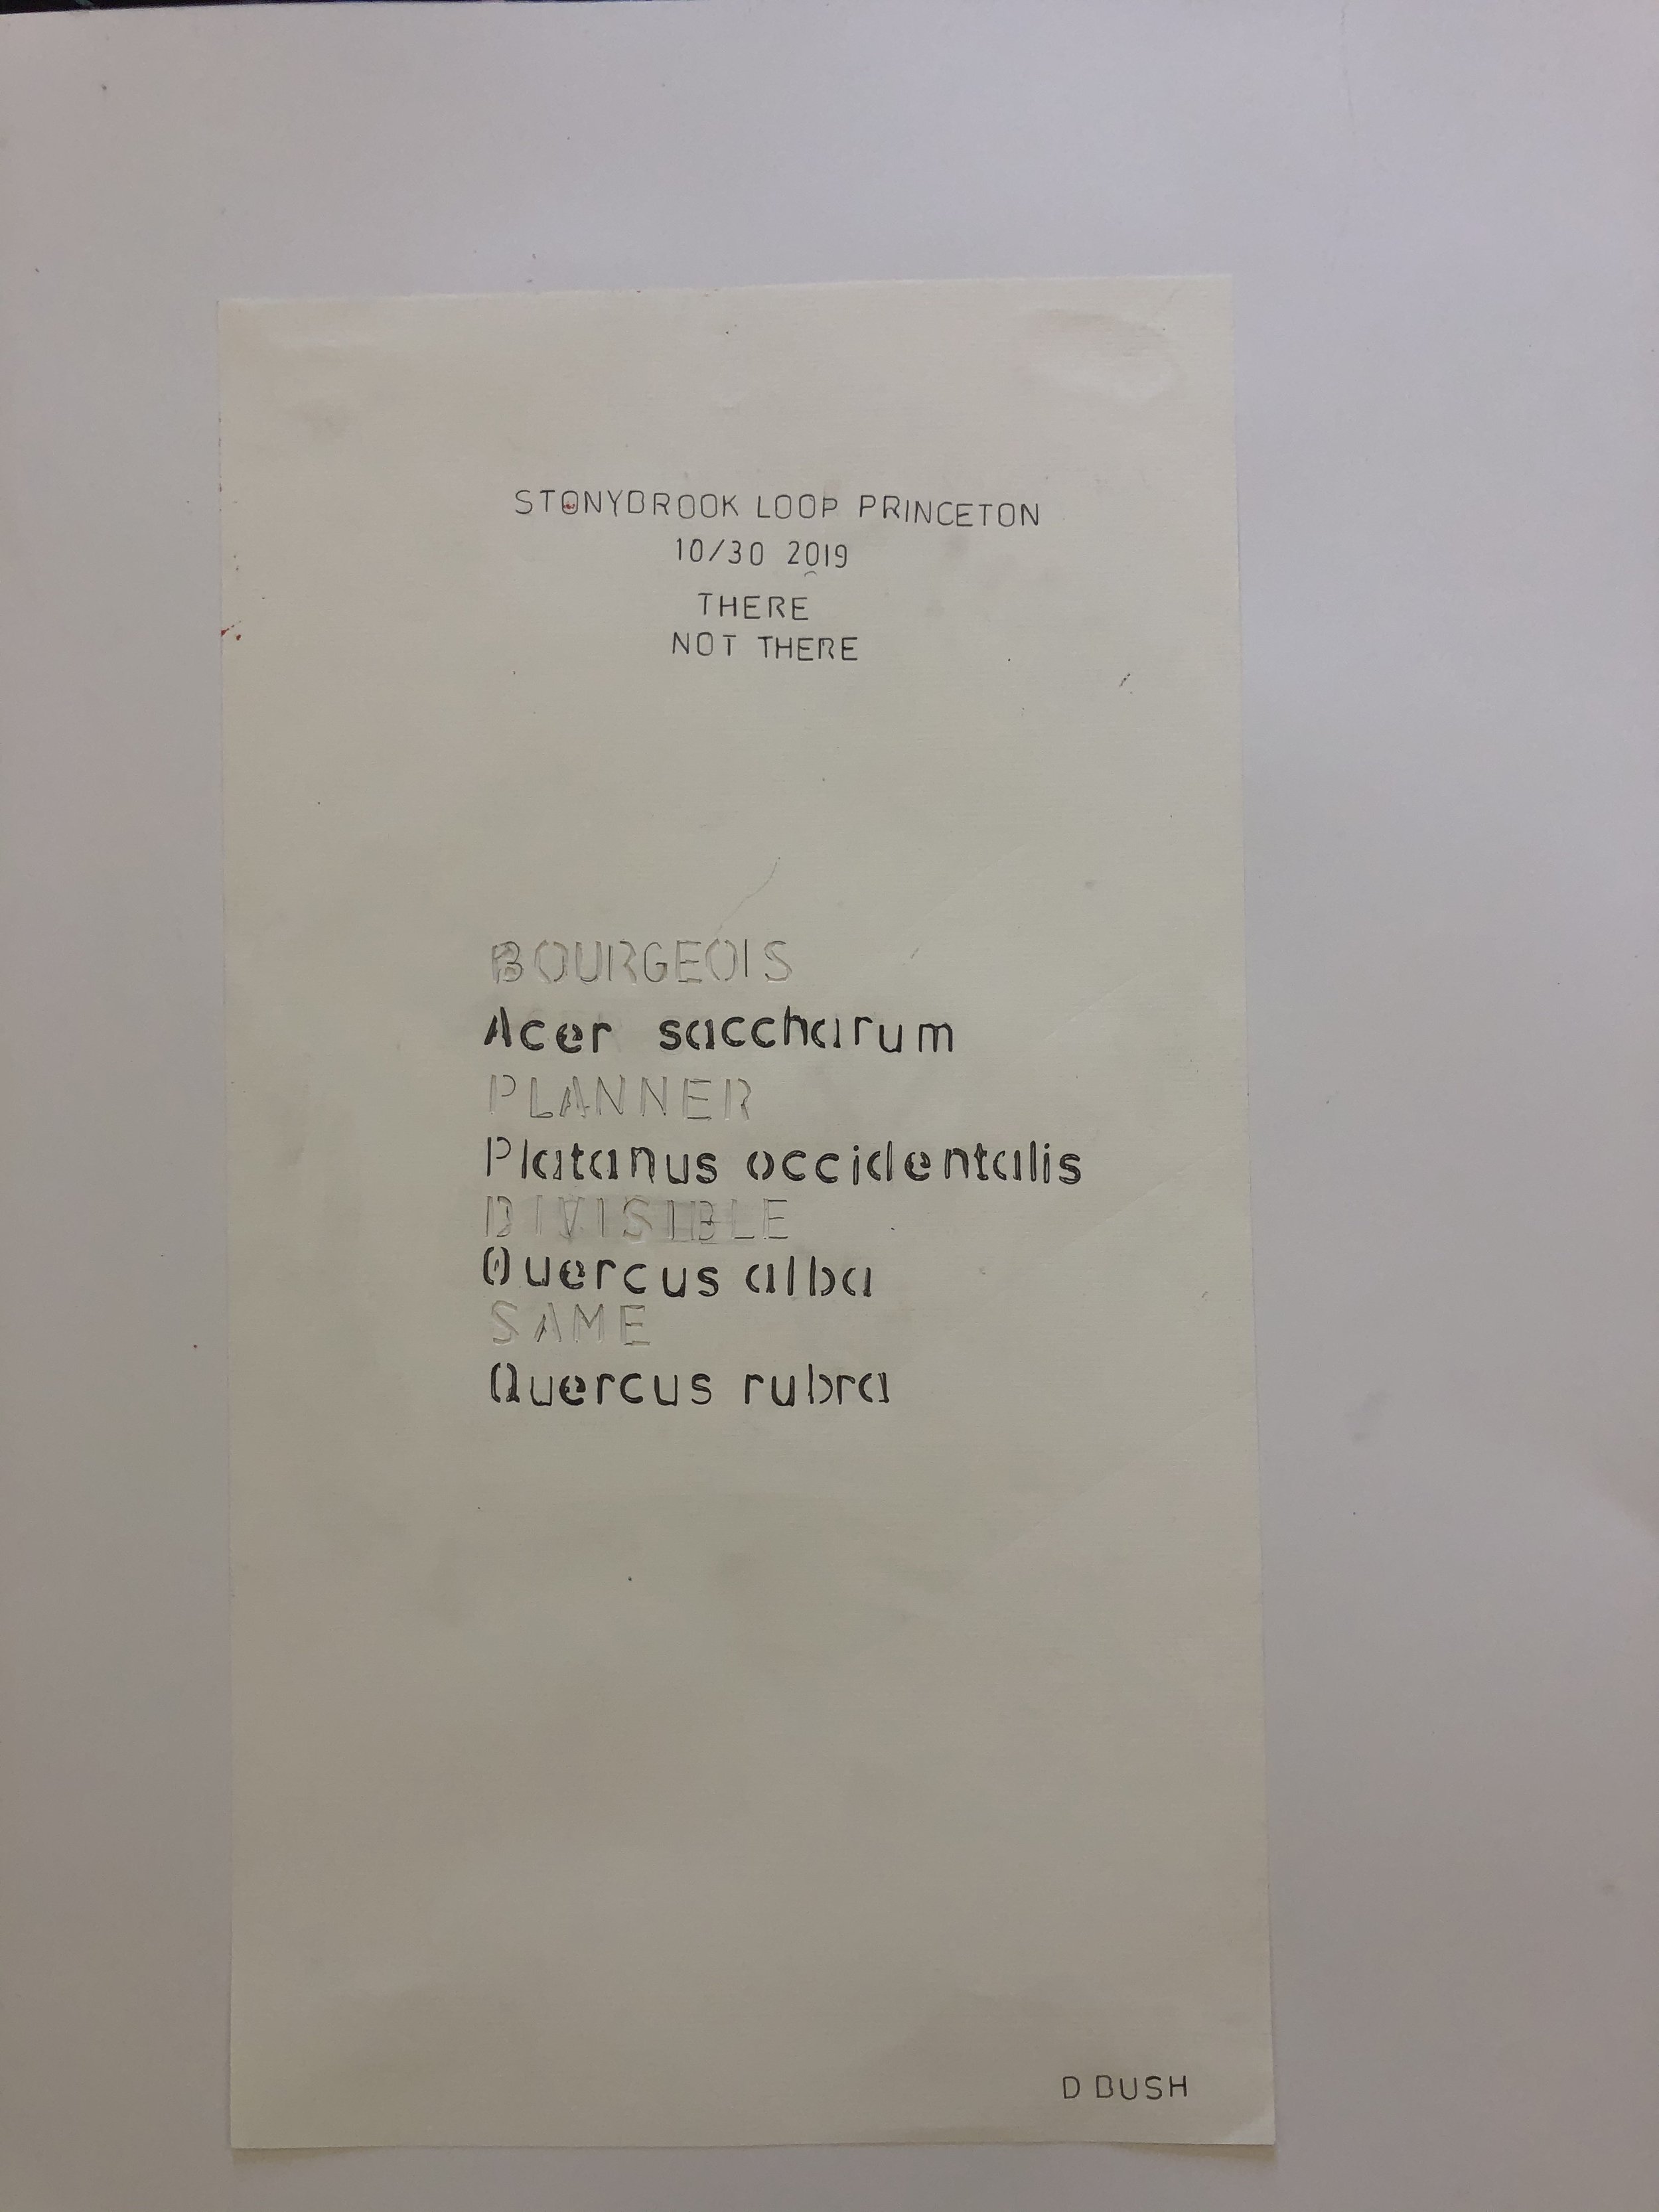 STONYBROOK LOOP PRINCETON
10/30 2019
THERE
NOT THERE
BOURGEOIS
Acer saccharum
PLANNER
Platanus occidentalis
DIVISIBLE
Quercus alba
SAME
Quercus rubra
D BUSH